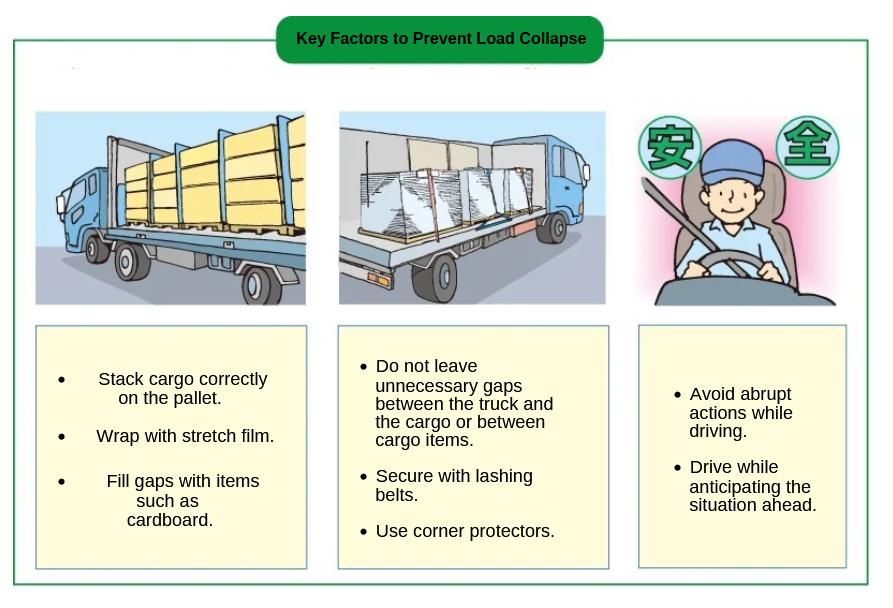 Key Factors to Prevent Load Collapse
安 全
• Stack cargo correctly
on the pallet.
• Wrap with stretch film.
• Fill gaps with items
such as
cardboard.
• Do not leave
unnecessary gaps
between the truck and
the cargo or between
cargo items.
• Secure with lashing
belts.
• Use corner protectors.
• Avoid abrupt
actions while
driving.
• Drive while
anticipating the
situation ahead.